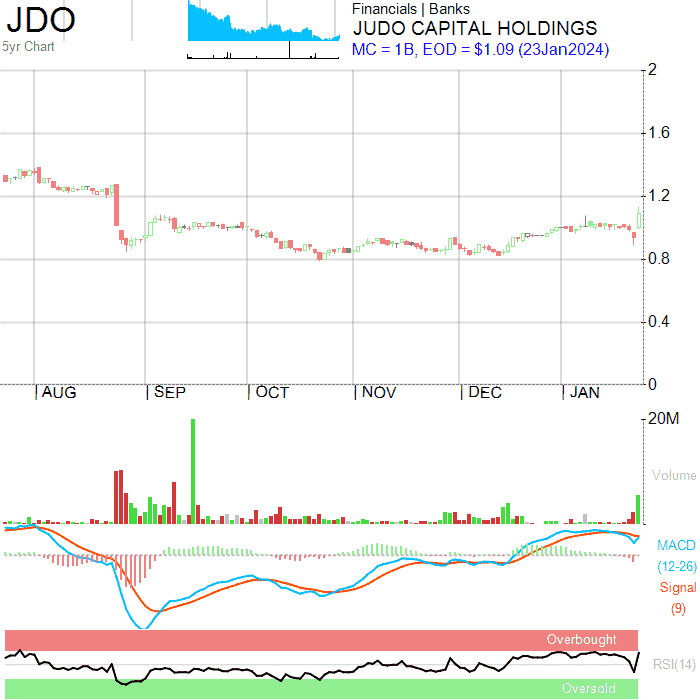 JDO
5yr Chart
Financials | Banks
JUDO CAPITAL HOLDINGS
MC = 1B, EOD = $1.09 (23Jan2024)
2
1.6
1.2
0.8
0.4
0
AUG SEP OCT NOV DEC JAN
20M
Volume
MACD
(12-26)
Signal
(9)
Overbought
RSI(14)
Oversold